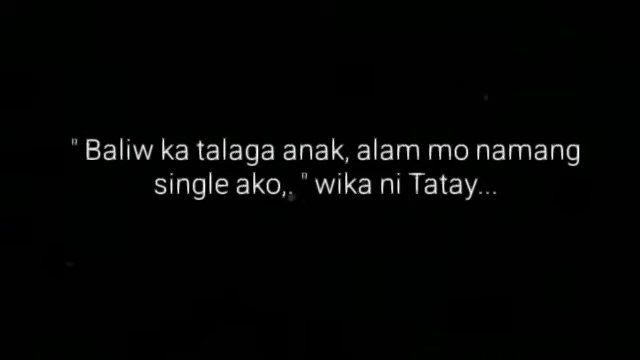 " Baliw ka talaga anak, alam mo namang
single ako,. " wika ni Tatay...